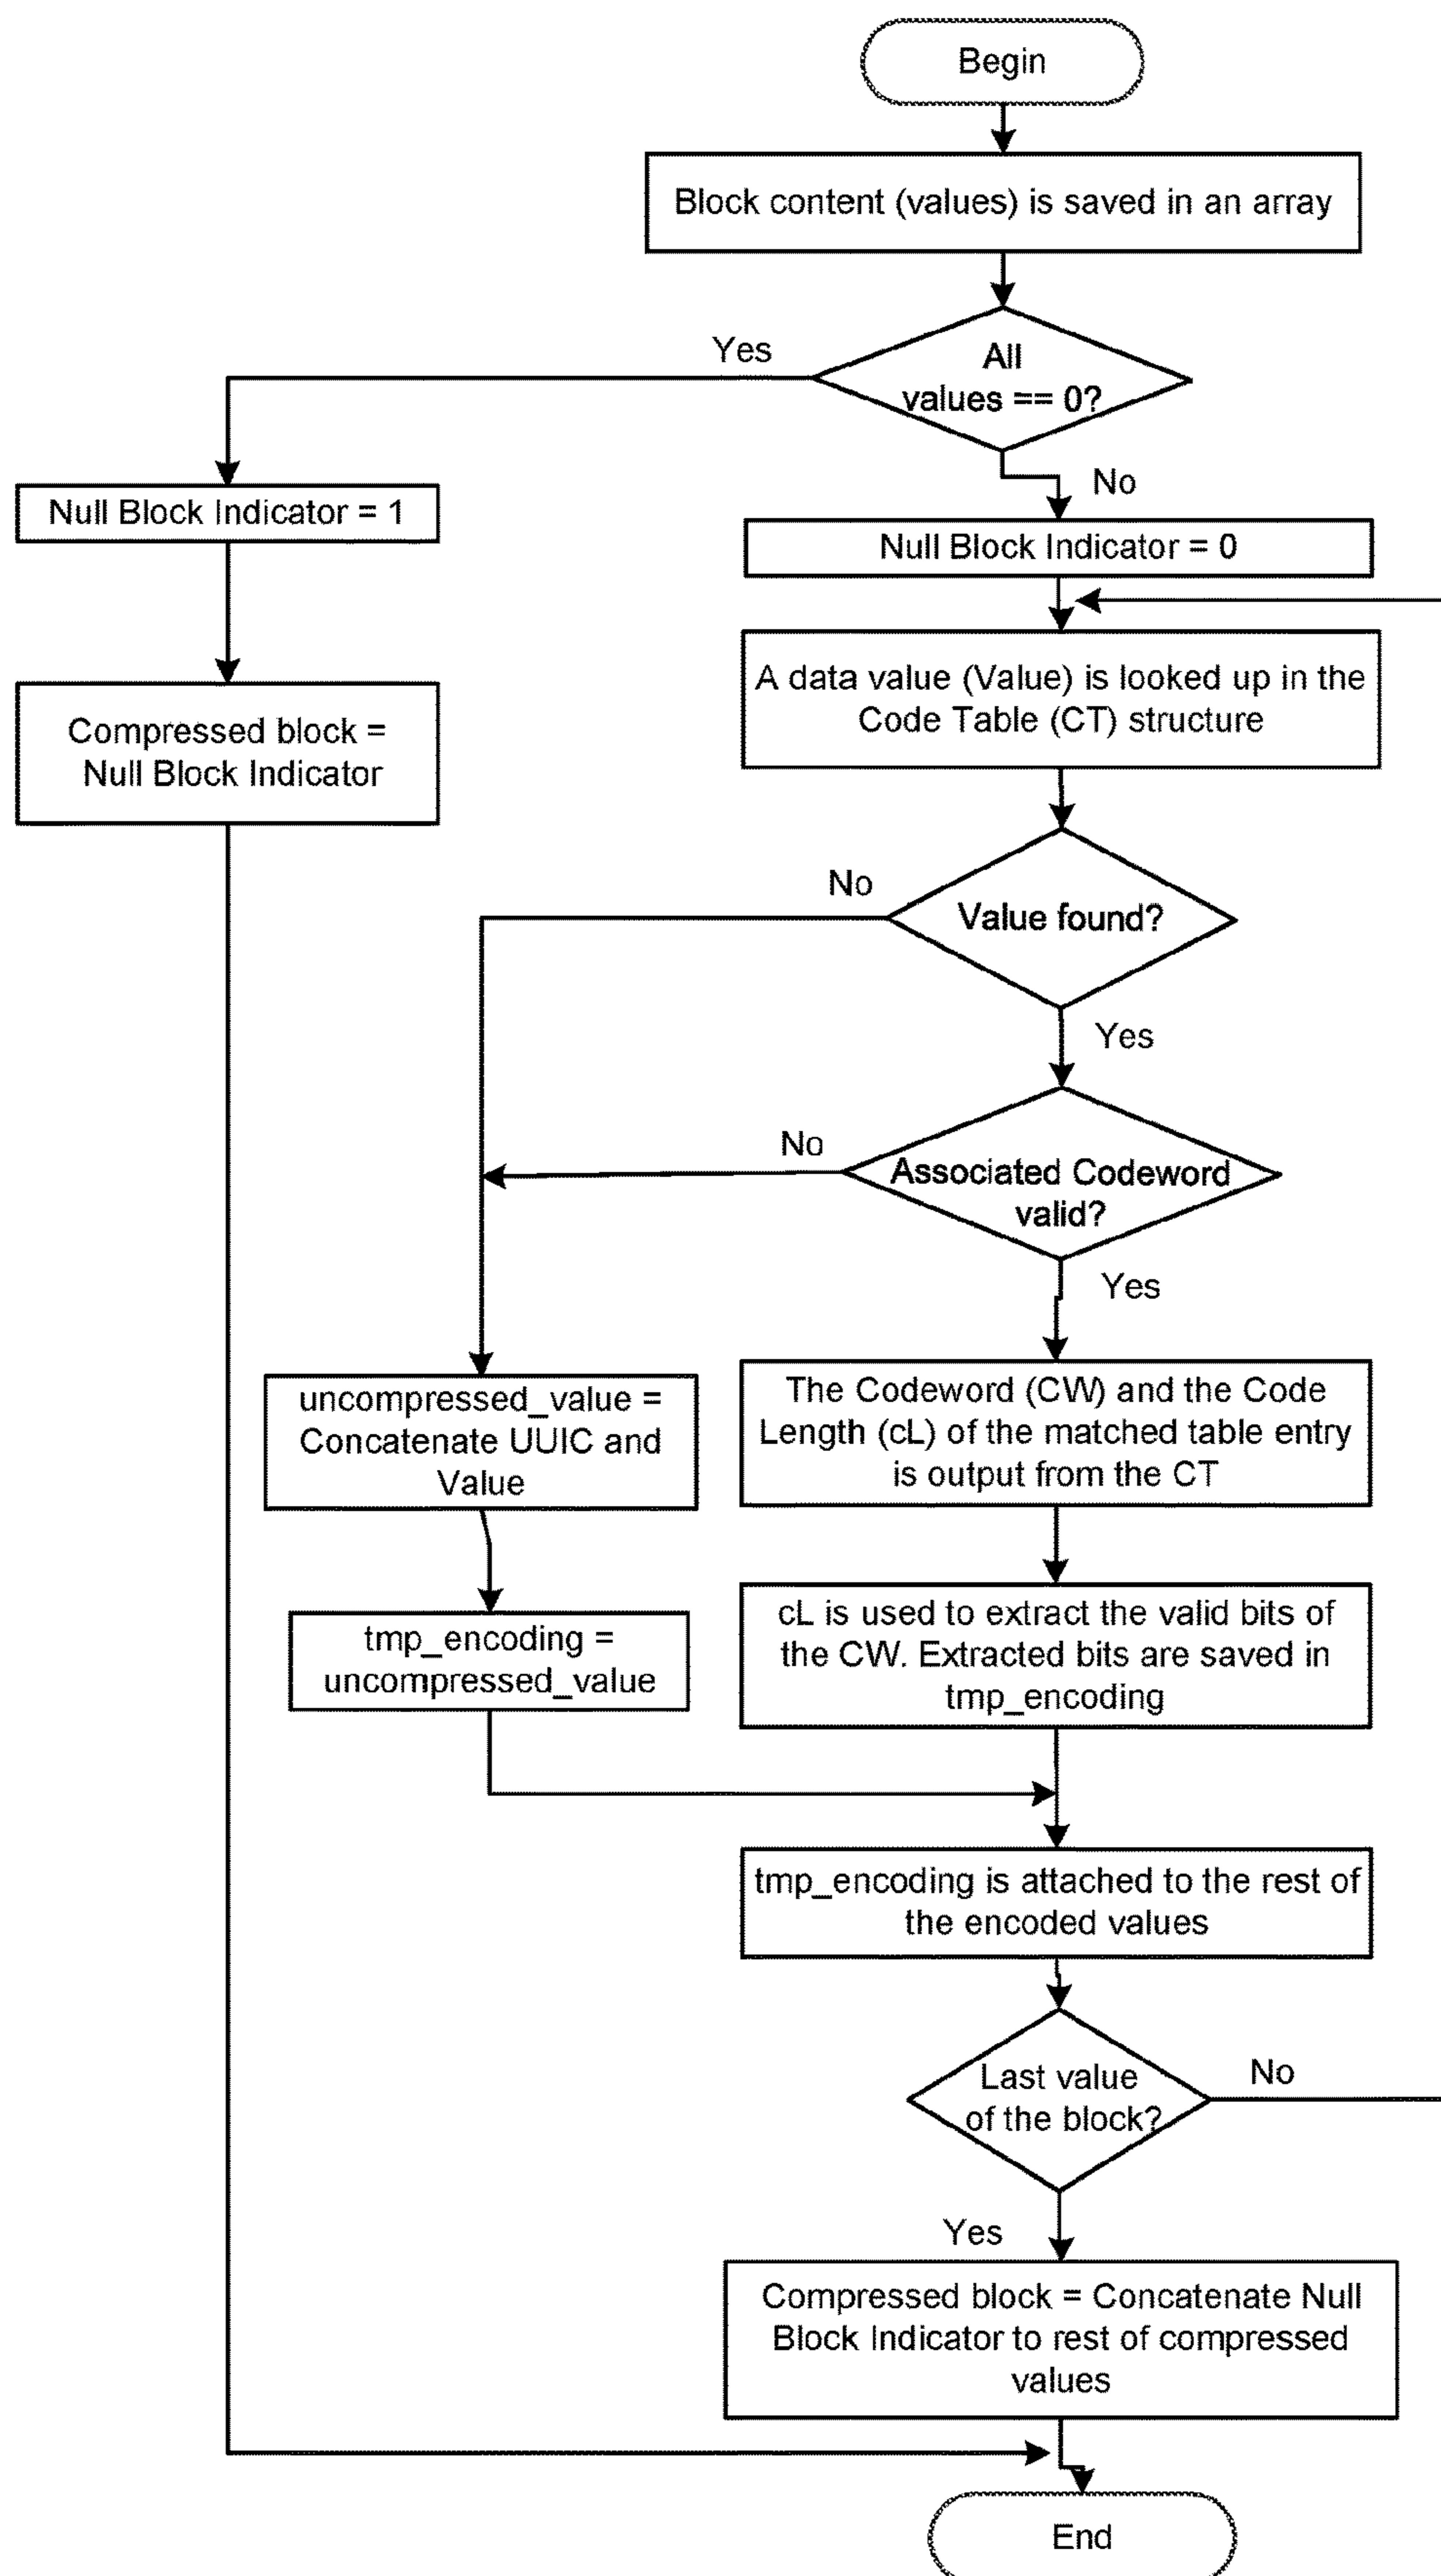 Begin
Block content (values) is saved in an array
Yes
All
values == 0?
No
Null Block Indicator = 1
Null Block Indicator = 0
A data value (Value) is looked up in the
Code Table (CT) structure
Compressed block =
Null Block Indicator
No
Value found?
Yes
No
Associated Codeword
valid?
Yes
uncompressed_value =
Concatenate UUIC and
Value
The Codeword (CW) and the Code
Length (cL) of the matched table entry
is output from the CT
tmp_encoding =
uncompressed_value
cL is used to extract the valid bits of
the CW. Extracted bits are saved in
tmp_encoding
tmp_encoding is attached to the rest of
the encoded values
Last value
of the block?
No
Yes
Compressed block = Concatenate Null
Block Indicator to rest of compressed
values
End